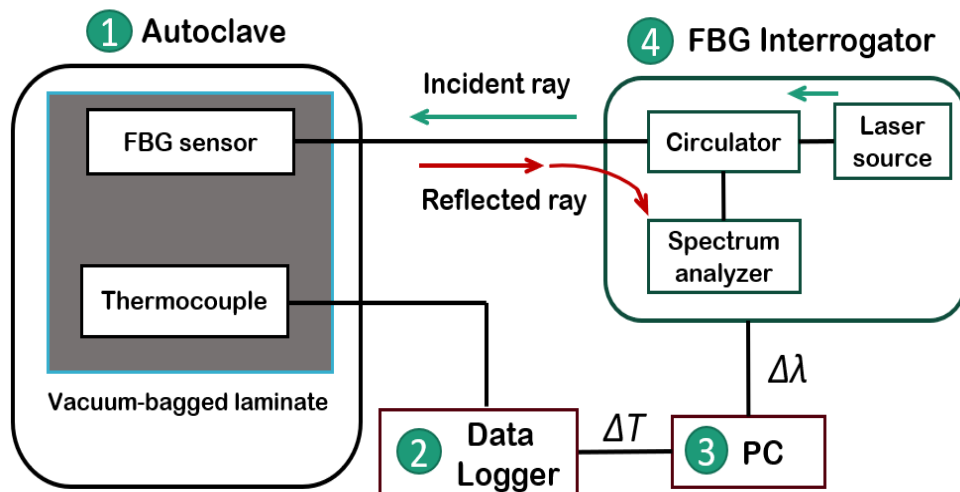 1 Autoclave
4 FBG Interrogator
Incident ray
FBG sensor
Circulator
Laser
source
Reflected ray
Spectrum
analyzer
Thermocouple
Vacuum-bagged laminate
Δλ
2 Data
Logger
ΔT
3 PC